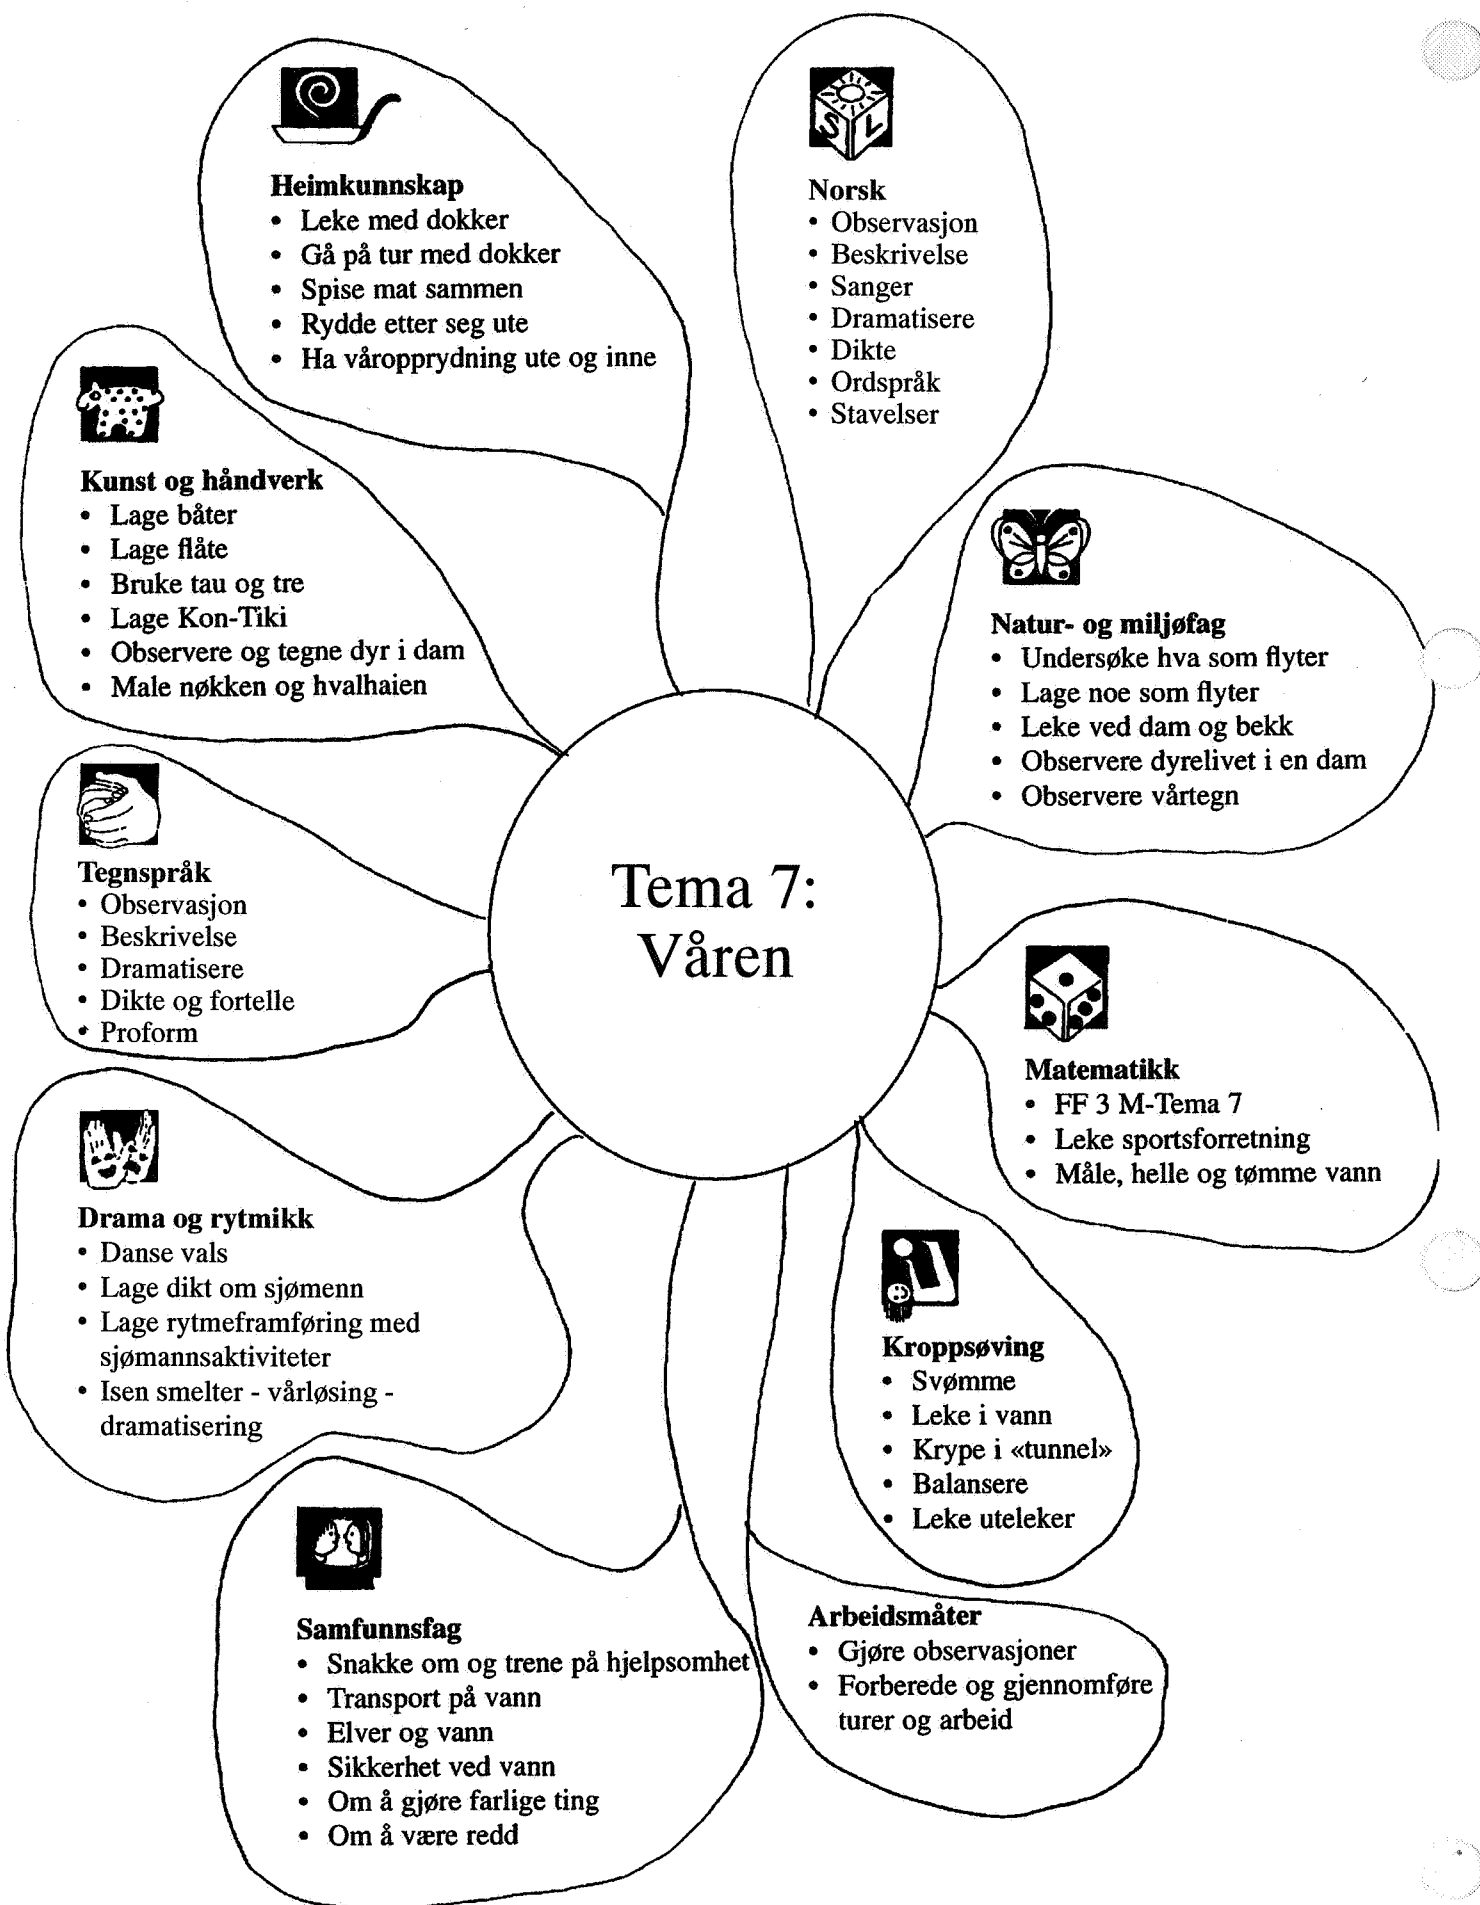 Heimkunnskap
• Leke med dokker
• Gå på tur med dokker
• Spise mat sammen
• Rydde etter seg ute
• Ha våropprydning ute og inne
S L
Norsk
• Observasjon
• Beskrivelse
• Sanger
• Dramatisere
• Dikte
• Ordspråk
• Stavelser
Kunst og håndverk
• Lage båter
• Lage flåte
• Bruke tau og tre
• Lage Kon-Tiki
• Observere og tegne dyr i dam
• Male nøkken og hvalhaien
Natur- og miljøfag
• Undersøke hva som flyter
• Lage noe som flyter
• Leke ved dam og bekk
• Observere dyrelivet i en dam
• Observere vårtegn
Tema 7:
Våren
Tegnspråk
• Observasjon
• Beskrivelse
• Dramatisere
• Dikte og fortelle
• Proform
Matematikk
• FF 3 M-Tema 7
• Leke sportsforretning
• Måle, helle og tømme vann
Drama og rytmikk
• Danse vals
• Lage dikt om sjømenn
• Lage rytmeframføring med
sjømannsaktiviteter
• Isen smelter - vårløsing -
dramatisering
Kroppsøving
• Svømme
• Leke i vann
• Krype i «tunnel»
• Balansere
• Leke uteleker
Samfunnsfag
• Snakke om og trene på hjelpsomhet
• Transport på vann
• Elver og vann
• Sikkerhet ved vann
• Om å gjøre farlige ting
• Om å være redd
Arbeidsmåter
• Gjøre observasjoner
• Forberede og gjennomføre
turer og arbeid